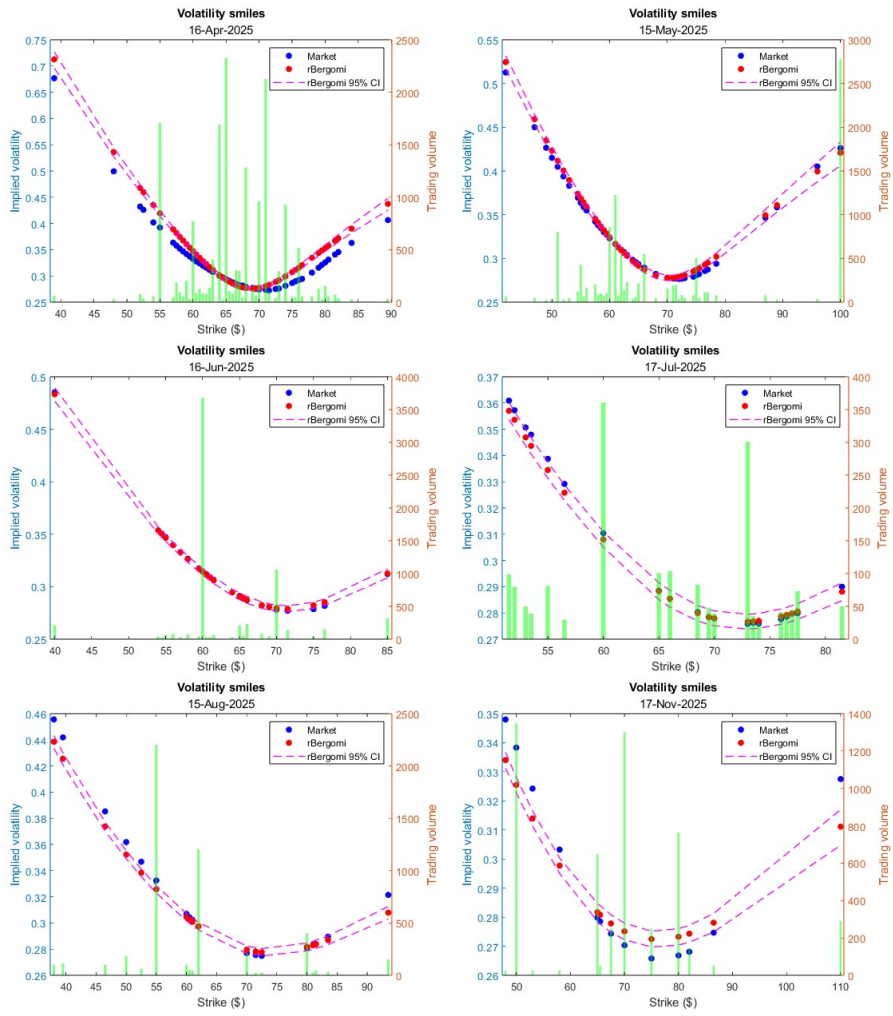 Volatility smiles
16-Apr-2025
0.75
0.7
0.65
0.6
0.55
0.5
0.45
0.4
0.35
0.3
0.25
Implied volatility
40 45 50 55 60 65 70 75 80 85 90
Strike ($)
2500
2000
1500
1000
500
0
Trading volume
Market
rBergomi
rBergomi 95% CI
Volatility smiles
15-May-2025
0.55
0.5
0.45
0.4
0.35
0.3
0.25
Implied volatility
50 60 70 80 90 100
Strike ($)
3000
2500
2000
1500
1000
500
0
Trading volume
Market
rBergomi
rBergomi 95% CI
Volatility smiles
16-Jun-2025
0.5
0.45
0.4
0.35
0.3
0.25
Implied volatility
40 45 50 55 60 65 70 75 80 85
Strike ($)
4000
3500
3000
2500
2000
1500
1000
500
0
Trading volume
Market
rBergomi
rBergomi 95% CI
Volatility smiles
17-Jul-2025
0.37
0.36
0.35
0.34
0.33
0.32
0.31
0.3
0.29
0.28
0.27
Implied volatility
55 60 65 70 75 80
Strike ($)
400
350
300
250
200
150
100
50
0
Trading volume
Market
rBergomi
rBergomi 95% CI
Volatility smiles
15-Aug-2025
0.46
0.44
0.42
0.4
0.38
0.36
0.34
0.32
0.3
0.28
0.26
Implied volatility
40 45 50 55 60 65 70 75 80 85 90
Strike ($)
2500
2000
1500
1000
500
0
Trading volume
Market
rBergomi
rBergomi 95% CI
Volatility smiles
17-Nov-2025
0.35
0.34
0.33
0.32
0.31
0.3
0.29
0.28
0.27
0.26
Implied volatility
50 60 70 80 90 100 110
Strike ($)
1400
1200
1000
800
600
400
200
0
Trading volume
Market
rBergomi
rBergomi 95% CI